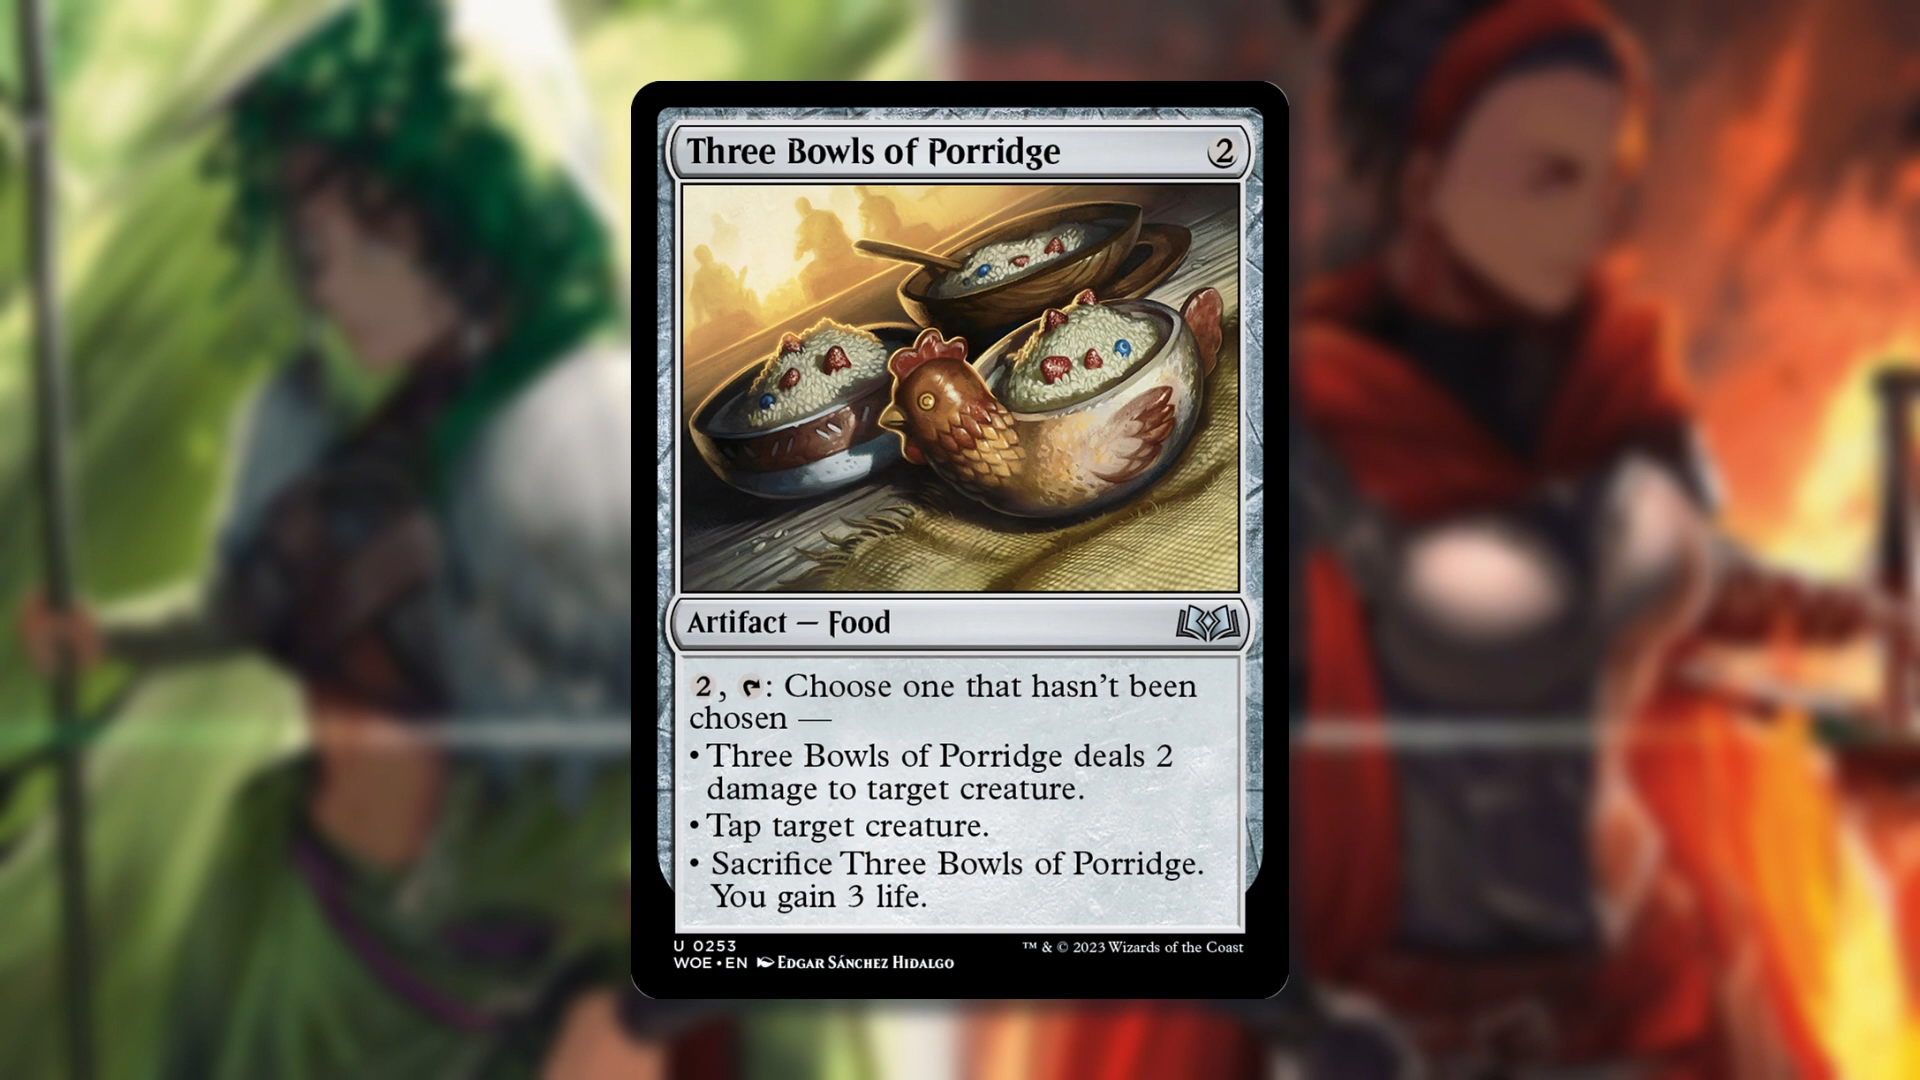 Three Bowls of Porridge 2
Artifact — Food
2, : Choose one that hasn't been
chosen —
• Three Bowls of Porridge deals 2
damage to target creature.
• Tap target creature.
• Sacrifice Three Bowls of Porridge.
You gain 3 life.
U 0253
™ & © 2023 Wizards of the Coast
WOE • EN Edgar Sánchez Hidalgo